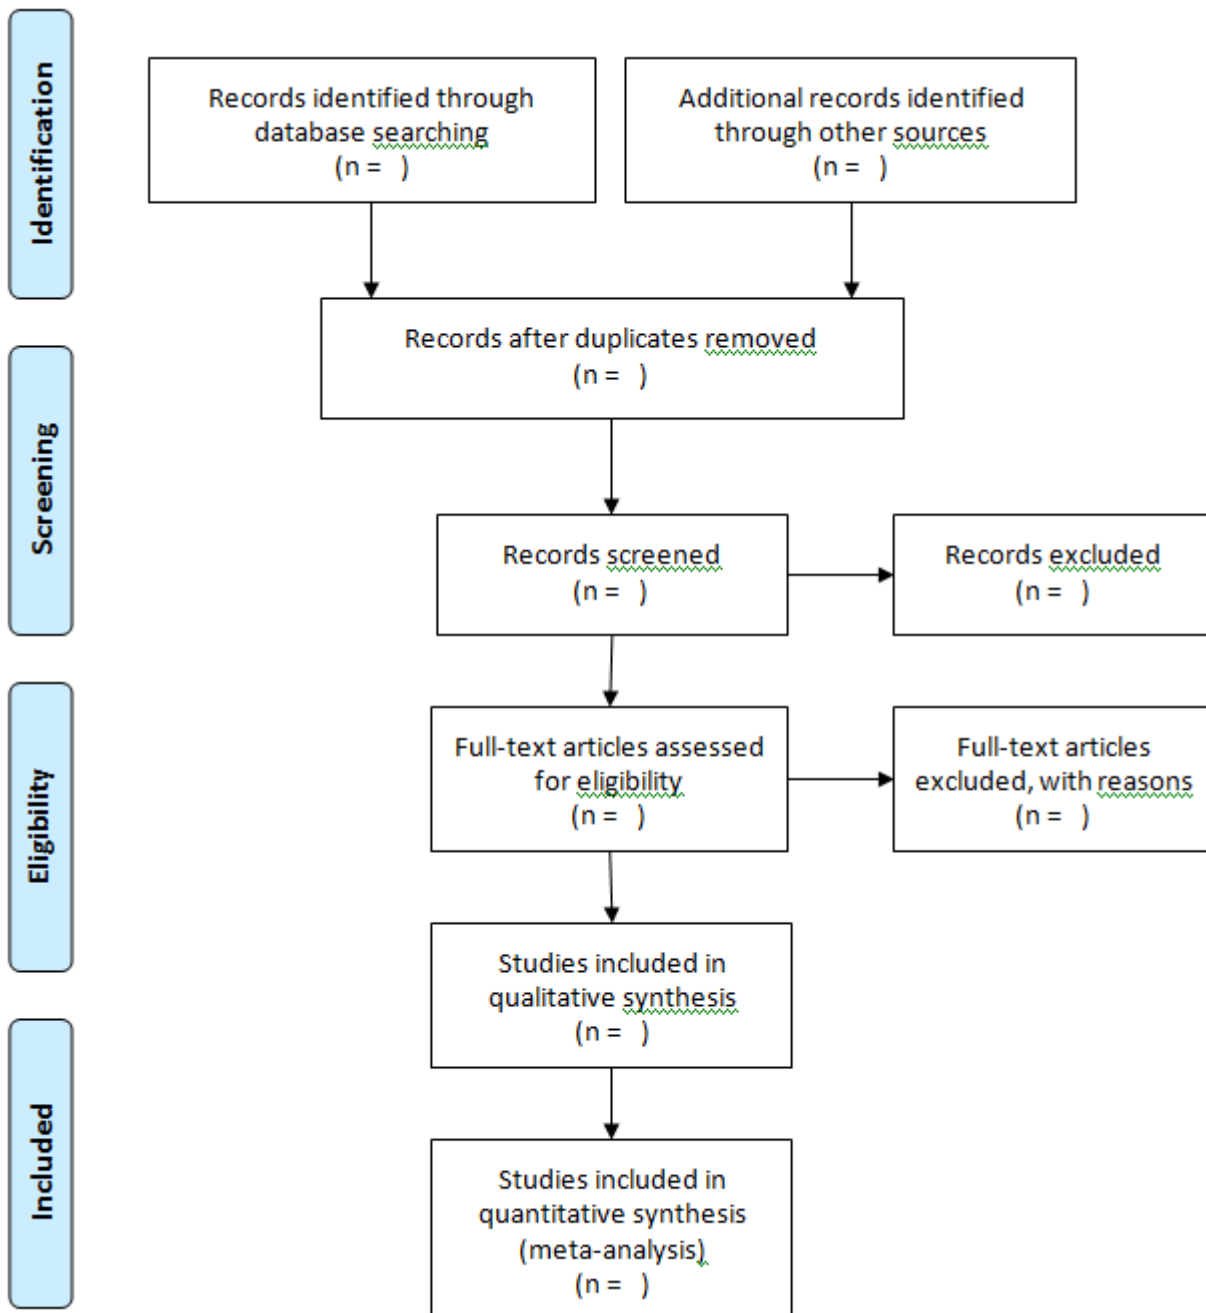 Identification
Records identified through
database searching
(n =   )
Additional records identified
through other sources
(n =   )
Records after duplicates removed
(n =   )
Screening
Records screened
(n =   )
Records excluded
(n =   )
Eligibility
Full-text articles assessed
for eligibility
(n =   )
Full-text articles
excluded, with reasons
(n =   )
Studies included in
qualitative synthesis
(n =   )
Included
Studies included in
quantitative synthesis
(meta-analysis)
(n =   )